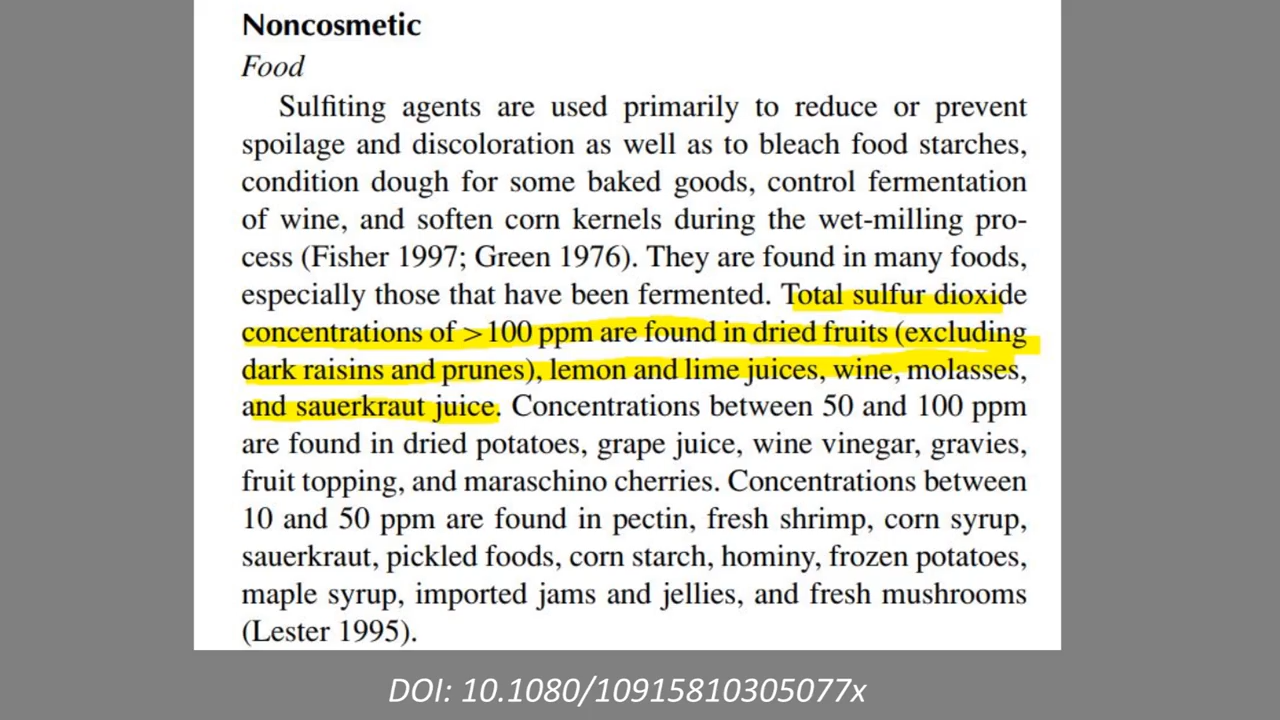 Noncosmetic
Food
Sulfiting agents are used primarily to reduce or prevent
spoilage and discoloration as well as to bleach food starches,
condition dough for some baked goods, control fermentation
of wine, and soften corn kernels during the wet-milling pro-
cess (Fisher 1997; Green 1976). They are found in many foods,
especially those that have been fermented. Total sulfur dioxide
concentrations of >100 ppm are found in dried fruits (excluding
dark raisins and prunes), lemon and lime juices, wine, molasses,
and sauerkraut juice. Concentrations between 50 and 100 ppm
are found in dried potatoes, grape juice, wine vinegar, gravies,
fruit topping, and maraschino cherries. Concentrations between
10 and 50 ppm are found in pectin, fresh shrimp, corn syrup,
sauerkraut, pickled foods, corn starch, hominy, frozen potatoes,
maple syrup, imported jams and jellies, and fresh mushrooms
(Lester 1995).
DOI: 10.1080/10915810305077x